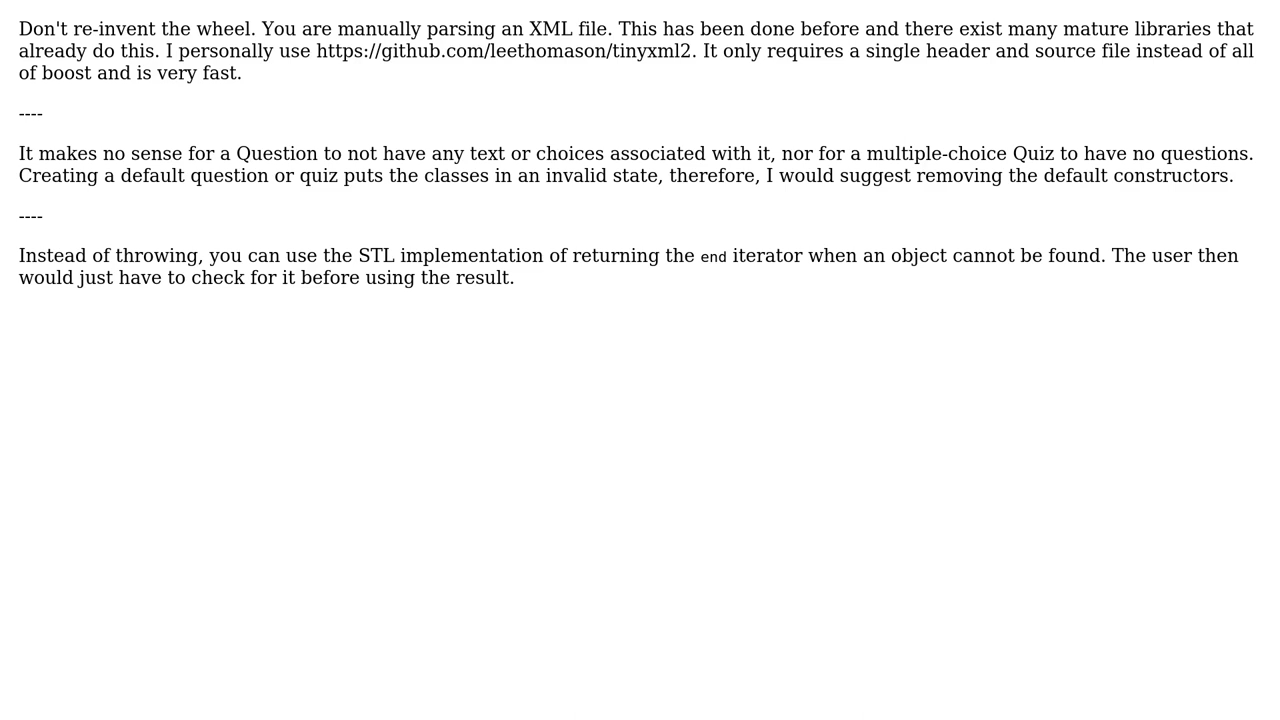 Don't re-invent the wheel. You are manually parsing an XML file. This has been done before and there exist many mature libraries that
already do this. I personally use https://github.com/leethomason/tinyxml2. It only requires a single header and source file instead of all
of boost and is very fast.
----
It makes no sense for a Question to not have any text or choices associated with it, nor for a multiple-choice Quiz to have no questions.
Creating a default question or quiz puts the classes in an invalid state, therefore, I would suggest removing the default constructors.
----
Instead of throwing, you can use the STL implementation of returning the end iterator when an object cannot be found. The user then
would just have to check for it before using the result.